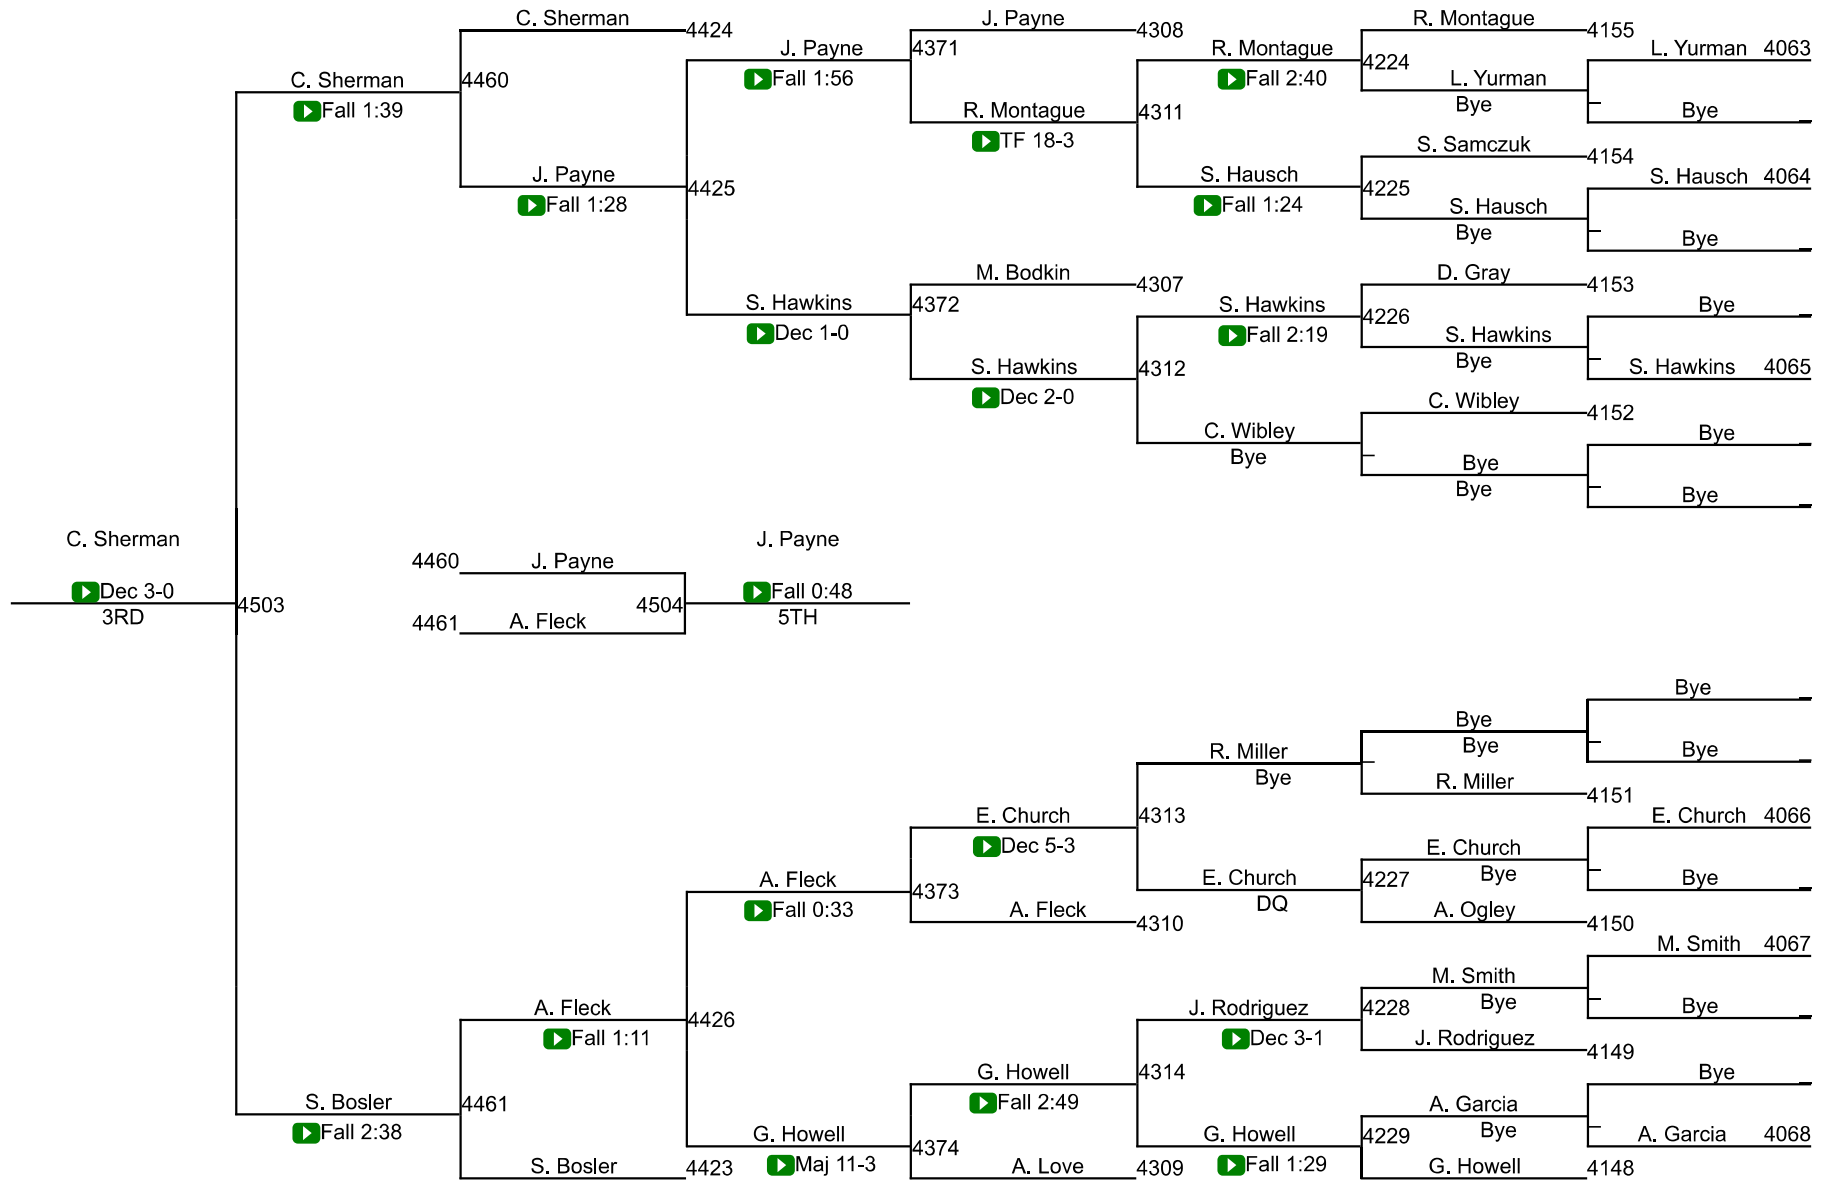 C. Sherman 4424
J. Payne 4308
R. Montague 4155
J. Payne 4371
R. Montague 4224
L. Yurman 4063
C. Sherman 4460
Fall 1:56
Fall 2:40
L. Yurman
Bye
Fall 1:39
R. Montague 4311
Bye
TF 18-3
S. Samczuk 4154
J. Payne 4425
S. Hausch 4225
S. Hausch 4064
Fall 1:28
Fall 1:24
S. Hausch
Bye
Bye
M. Bodkin 4307
D. Gray 4153
S. Hawkins 4372
S. Hawkins 4226
Bye
Dec 1-0
Fall 2:19
S. Hawkins
Bye
S. Hawkins 4312
S. Hawkins 4065
Dec 2-0
C. Wibley 4152
C. Wibley
Bye
Bye
Bye
Bye
Bye
C. Sherman
J. Payne
4460 J. Payne
Dec 3-0 4503
4504 Fall 0:48
3RD
4461 A. Fleck
5TH
Bye
Bye
Bye
R. Miller
Bye
Bye
R. Miller 4151
E. Church 4313
E. Church 4066
Dec 5-3
E. Church
Bye
A. Fleck 4373
E. Church 4227
Bye
Fall 0:33
DQ
A. Fleck 4310
A. Ogley 4150
M. Smith 4067
M. Smith
Bye
A. Fleck 4426
J. Rodriguez 4228
Bye
Fall 1:11
Dec 3-1
J. Rodriguez 4149
G. Howell 4314
Bye
S. Bosler 4461
Fall 2:49
A. Garcia
Bye
Fall 2:38
G. Howell 4374
G. Howell 4229
A. Garcia 4068
S. Bosler 4423
Maj 11-3
A. Love 4309
Fall 1:29
G. Howell 4148